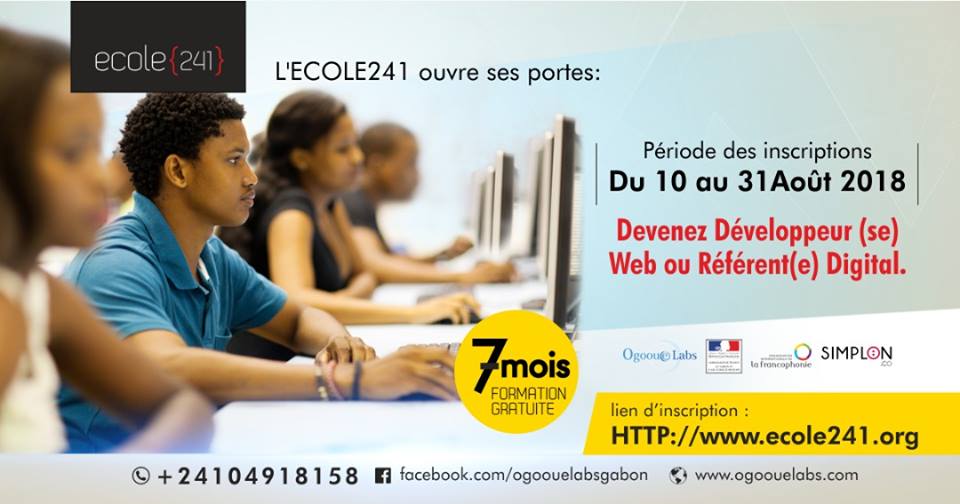 ecole{241}
L'ECOLE241 ouvre ses portes:
Période des inscriptions
Du 10 au 31Août 2018
Devenez Développeur (se)
Web ou Référent(e) Digital.
7mois
FORMATION
GRATUITE
Ogooué Labs
la francophonie
SIMPLON
.CO
lien d'inscription :
HTTP://www.ecole241.org
+24104918158
facebook.com/ogoouelabsgabon
www.ogoouelabs.com